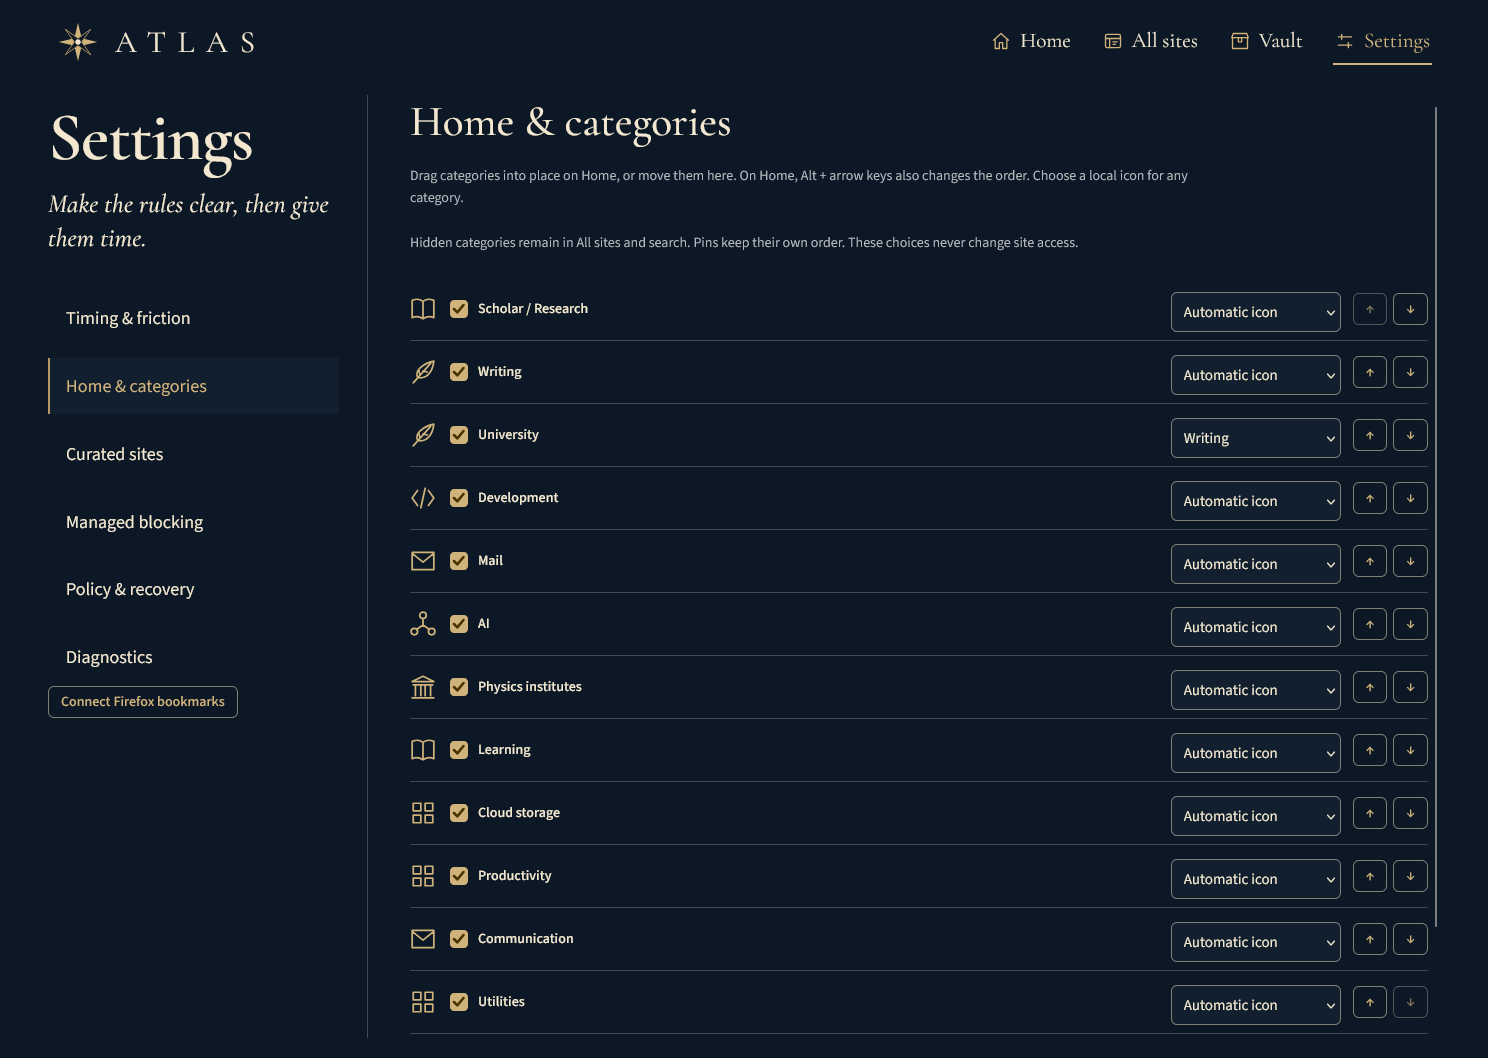 ATLAS
Home
All sites
Vault
Settings
Settings
Make the rules clear, then give
them time.
Timing & friction
Home & categories
Curated sites
Managed blocking
Policy & recovery
Diagnostics
Connect Firefox bookmarks
Home & categories
Drag categories into place on Home, or move them here. On Home, Alt + arrow keys also changes the order. Choose a local icon for any
category.
Hidden categories remain in All sites and search. Pins keep their own order. These choices never change site access.
Scholar / Research
Automatic icon
Writing
Automatic icon
University
Writing
Development
Automatic icon
Mail
Automatic icon
AI
Automatic icon
Physics institutes
Automatic icon
Learning
Automatic icon
Cloud storage
Automatic icon
Productivity
Automatic icon
Communication
Automatic icon
Utilities
Automatic icon